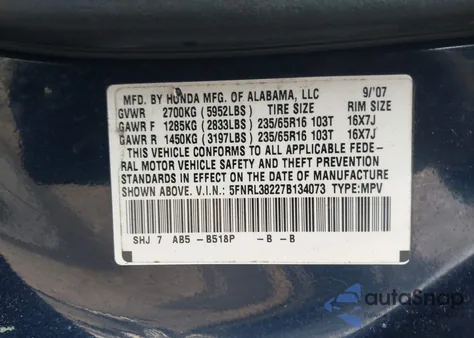 MFD. BY HONDA MFG. OF ALABAMA, LLC 9/'07
GVWR 2700KG (5952LBS) TIRE SIZE RIM SIZE
GAWR F 1285KG (2833LBS) 235/65R16 103T 16X7J
GAWR R 1450KG (3197LBS) 235/65R16 103T 16X7J
THIS VEHICLE CONFORMS TO ALL APPLICABLE FEDE-
RAL MOTOR VEHICLE SAFETY AND THEFT PREVENTION
STANDARDS IN EFFECT ON THE DATE OF MANUFACTURE
SHOWN ABOVE. V.I.N: 5FNRL38227B134073 TYPE:MPV
SHJ 7 AB5 -B518P -B -B
autoSnap